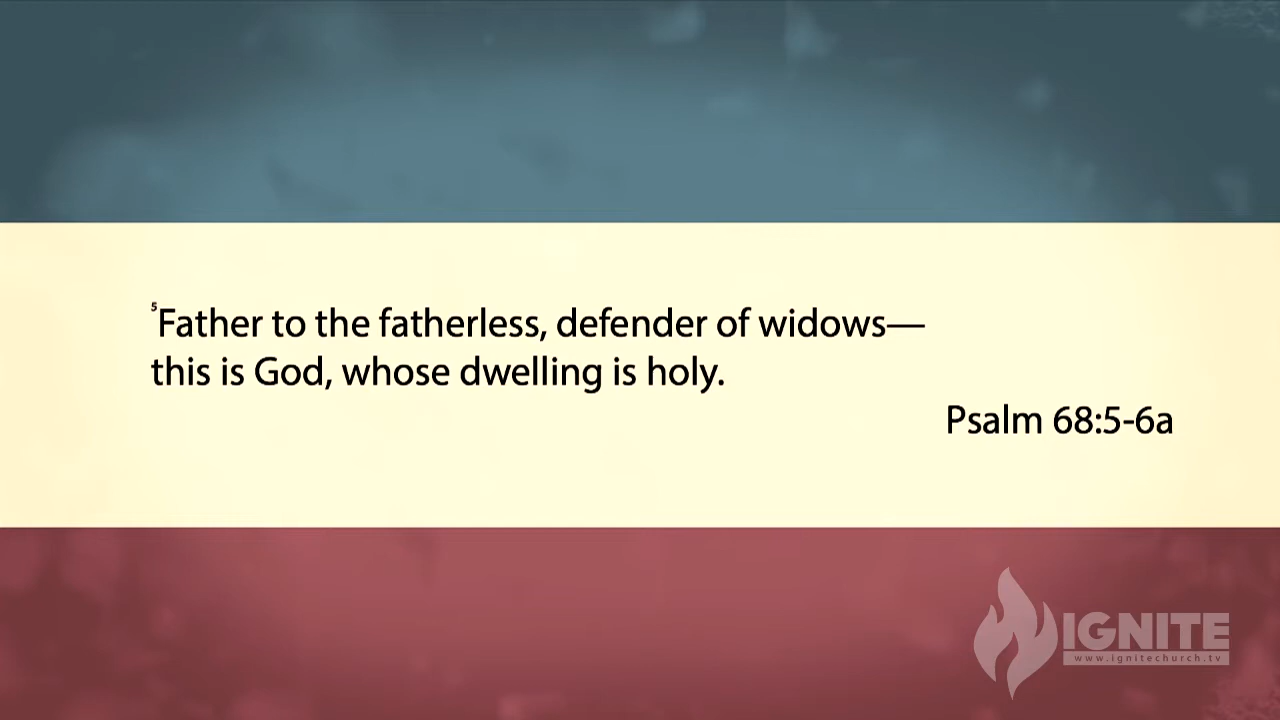 ⁵Father to the fatherless, defender of widows—
this is God, whose dwelling is holy.
Psalm 68:5-6a
IGNITE
www.ignitechurch.tv